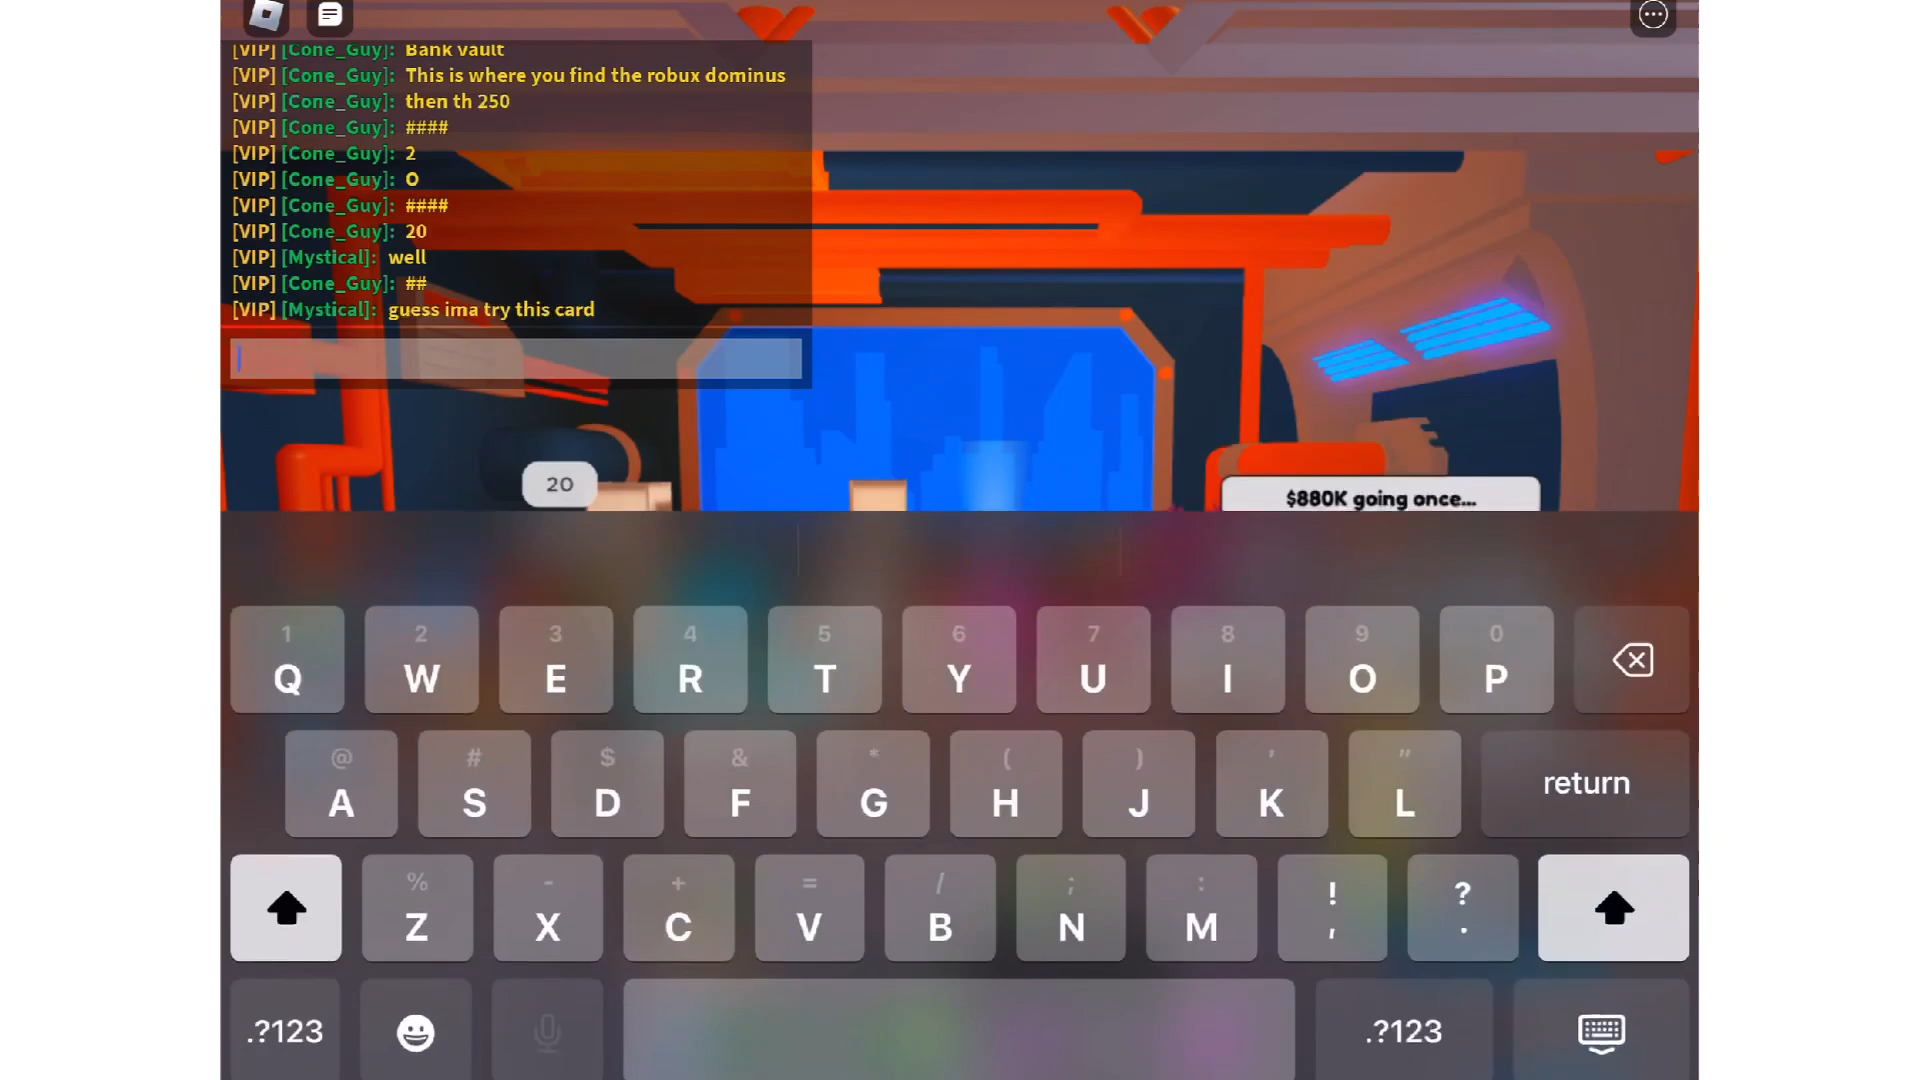 [VIP] [Cone_Guy]: Bank vault
[VIP] [Cone_Guy]: This is where you find the robux dominus
[VIP] [Cone_Guy]: then th 250
[VIP] [Cone_Guy]: ####
[VIP] [Cone_Guy]: 2
[VIP] [Cone_Guy]: O
[VIP] [Cone_Guy]: ####
[VIP] [Cone_Guy]: 20
[VIP] [Mystical]: well
[VIP] [Cone_Guy]: ##
[VIP] [Mystical]: guess ima try this card
20
$880K going once...
1 2 3 4 5 6 7 8 9 0
Q W E R T Y U I O P
@ # $ & * ( ) ' "
A S D F G H J K L return
% - + = / ; : ! ?
Z X C V B N M , .
.?123 .?123